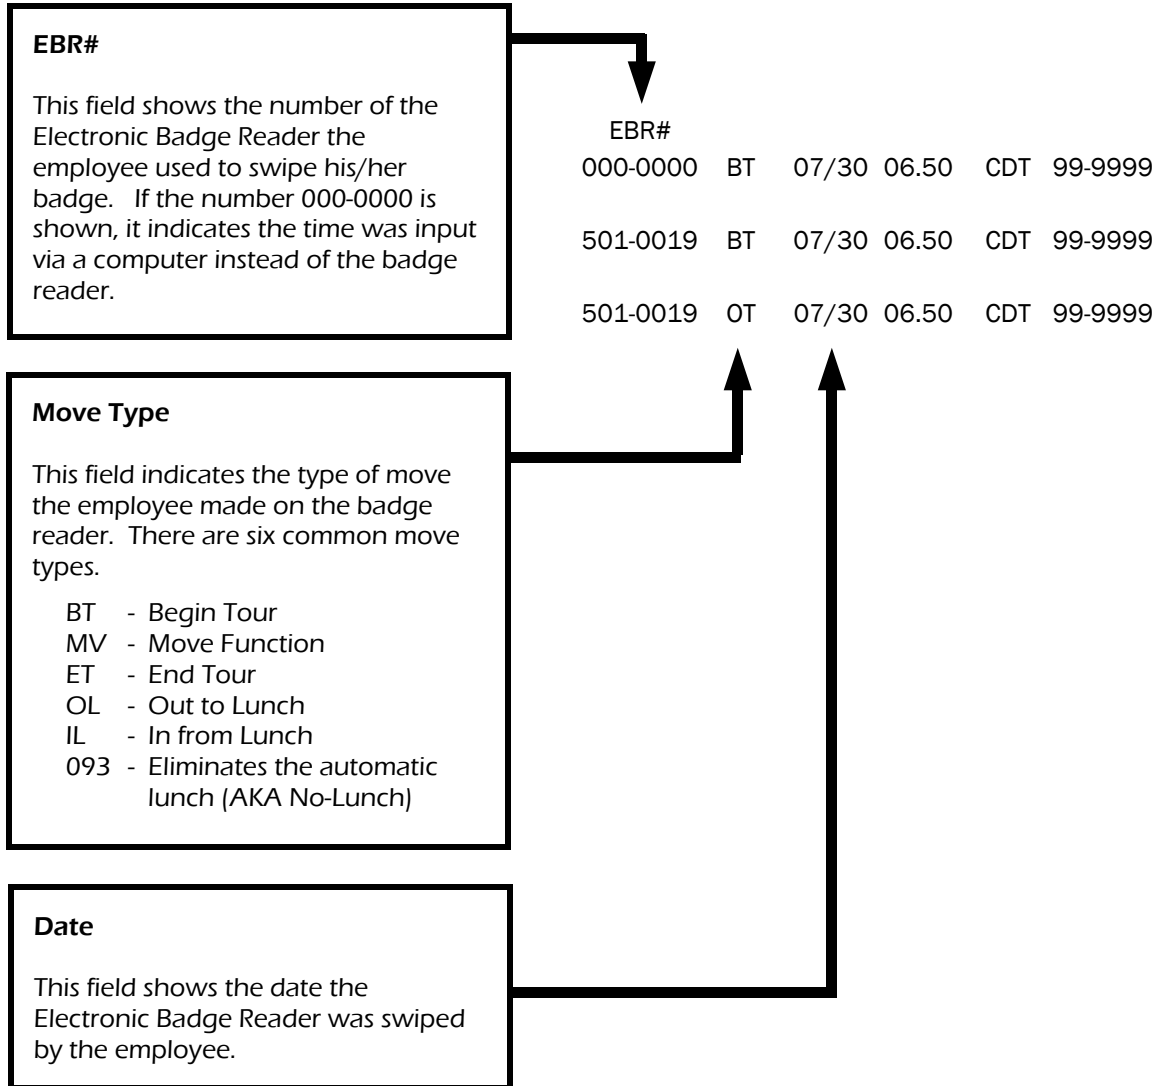 EBR#
This field shows the number of the
Electronic Badge Reader the
employee used to swipe his/her
badge. If the number 000-0000 is
shown, it indicates the time was input
via a computer instead of the badge
reader.
EBR#
000-0000 BT 07/30 06.50 CDT 99-9999
501-0019 BT 07/30 06.50 CDT 99-9999
501-0019 OT 07/30 06.50 CDT 99-9999
Move Type
This field indicates the type of move
the employee made on the badge
reader. There are six common move
types.
BT - Begin Tour
MV - Move Function
ET - End Tour
OL - Out to Lunch
IL - In from Lunch
093 - Eliminates the automatic
lunch (AKA No-Lunch)
Date
This field shows the date the
Electronic Badge Reader was swiped
by the employee.